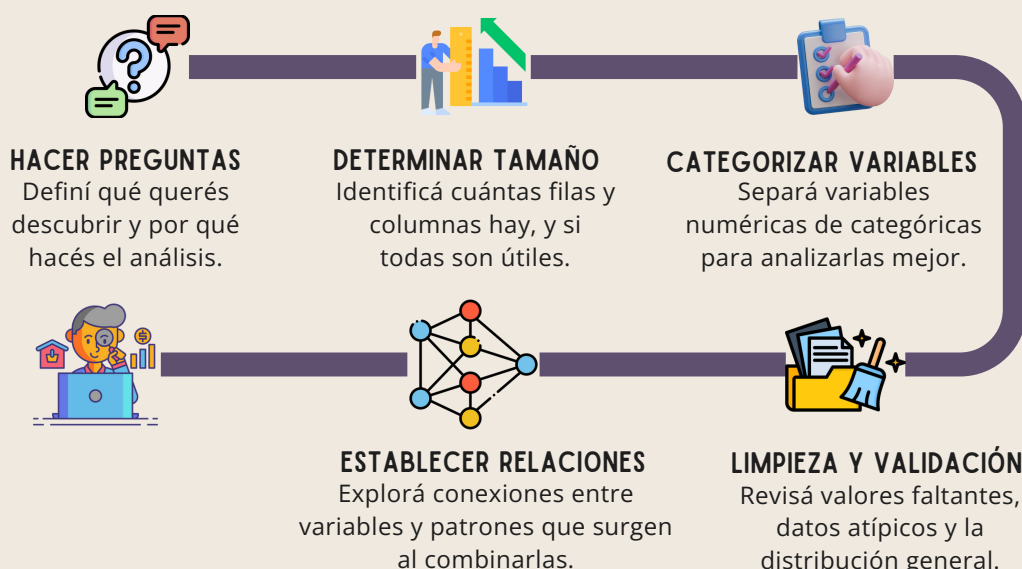 HACER PREGUNTAS
Definí qué querés
descubrir y por qué
hacés el análisis.
DETERMINAR TAMAÑO
Identificá cuántas filas y
columnas hay, y si
todas son útiles.
CATEGORIZAR VARIABLES
Separá variables
numéricas de categóricas
para analizarlas mejor.
LIMPIEZA Y VALIDACIÓN
Revisá valores faltantes,
datos atípicos y la
distribución general.
ESTABLECER RELACIONES
Explorá conexiones entre
variables y patrones que surgen
al combinarlas.